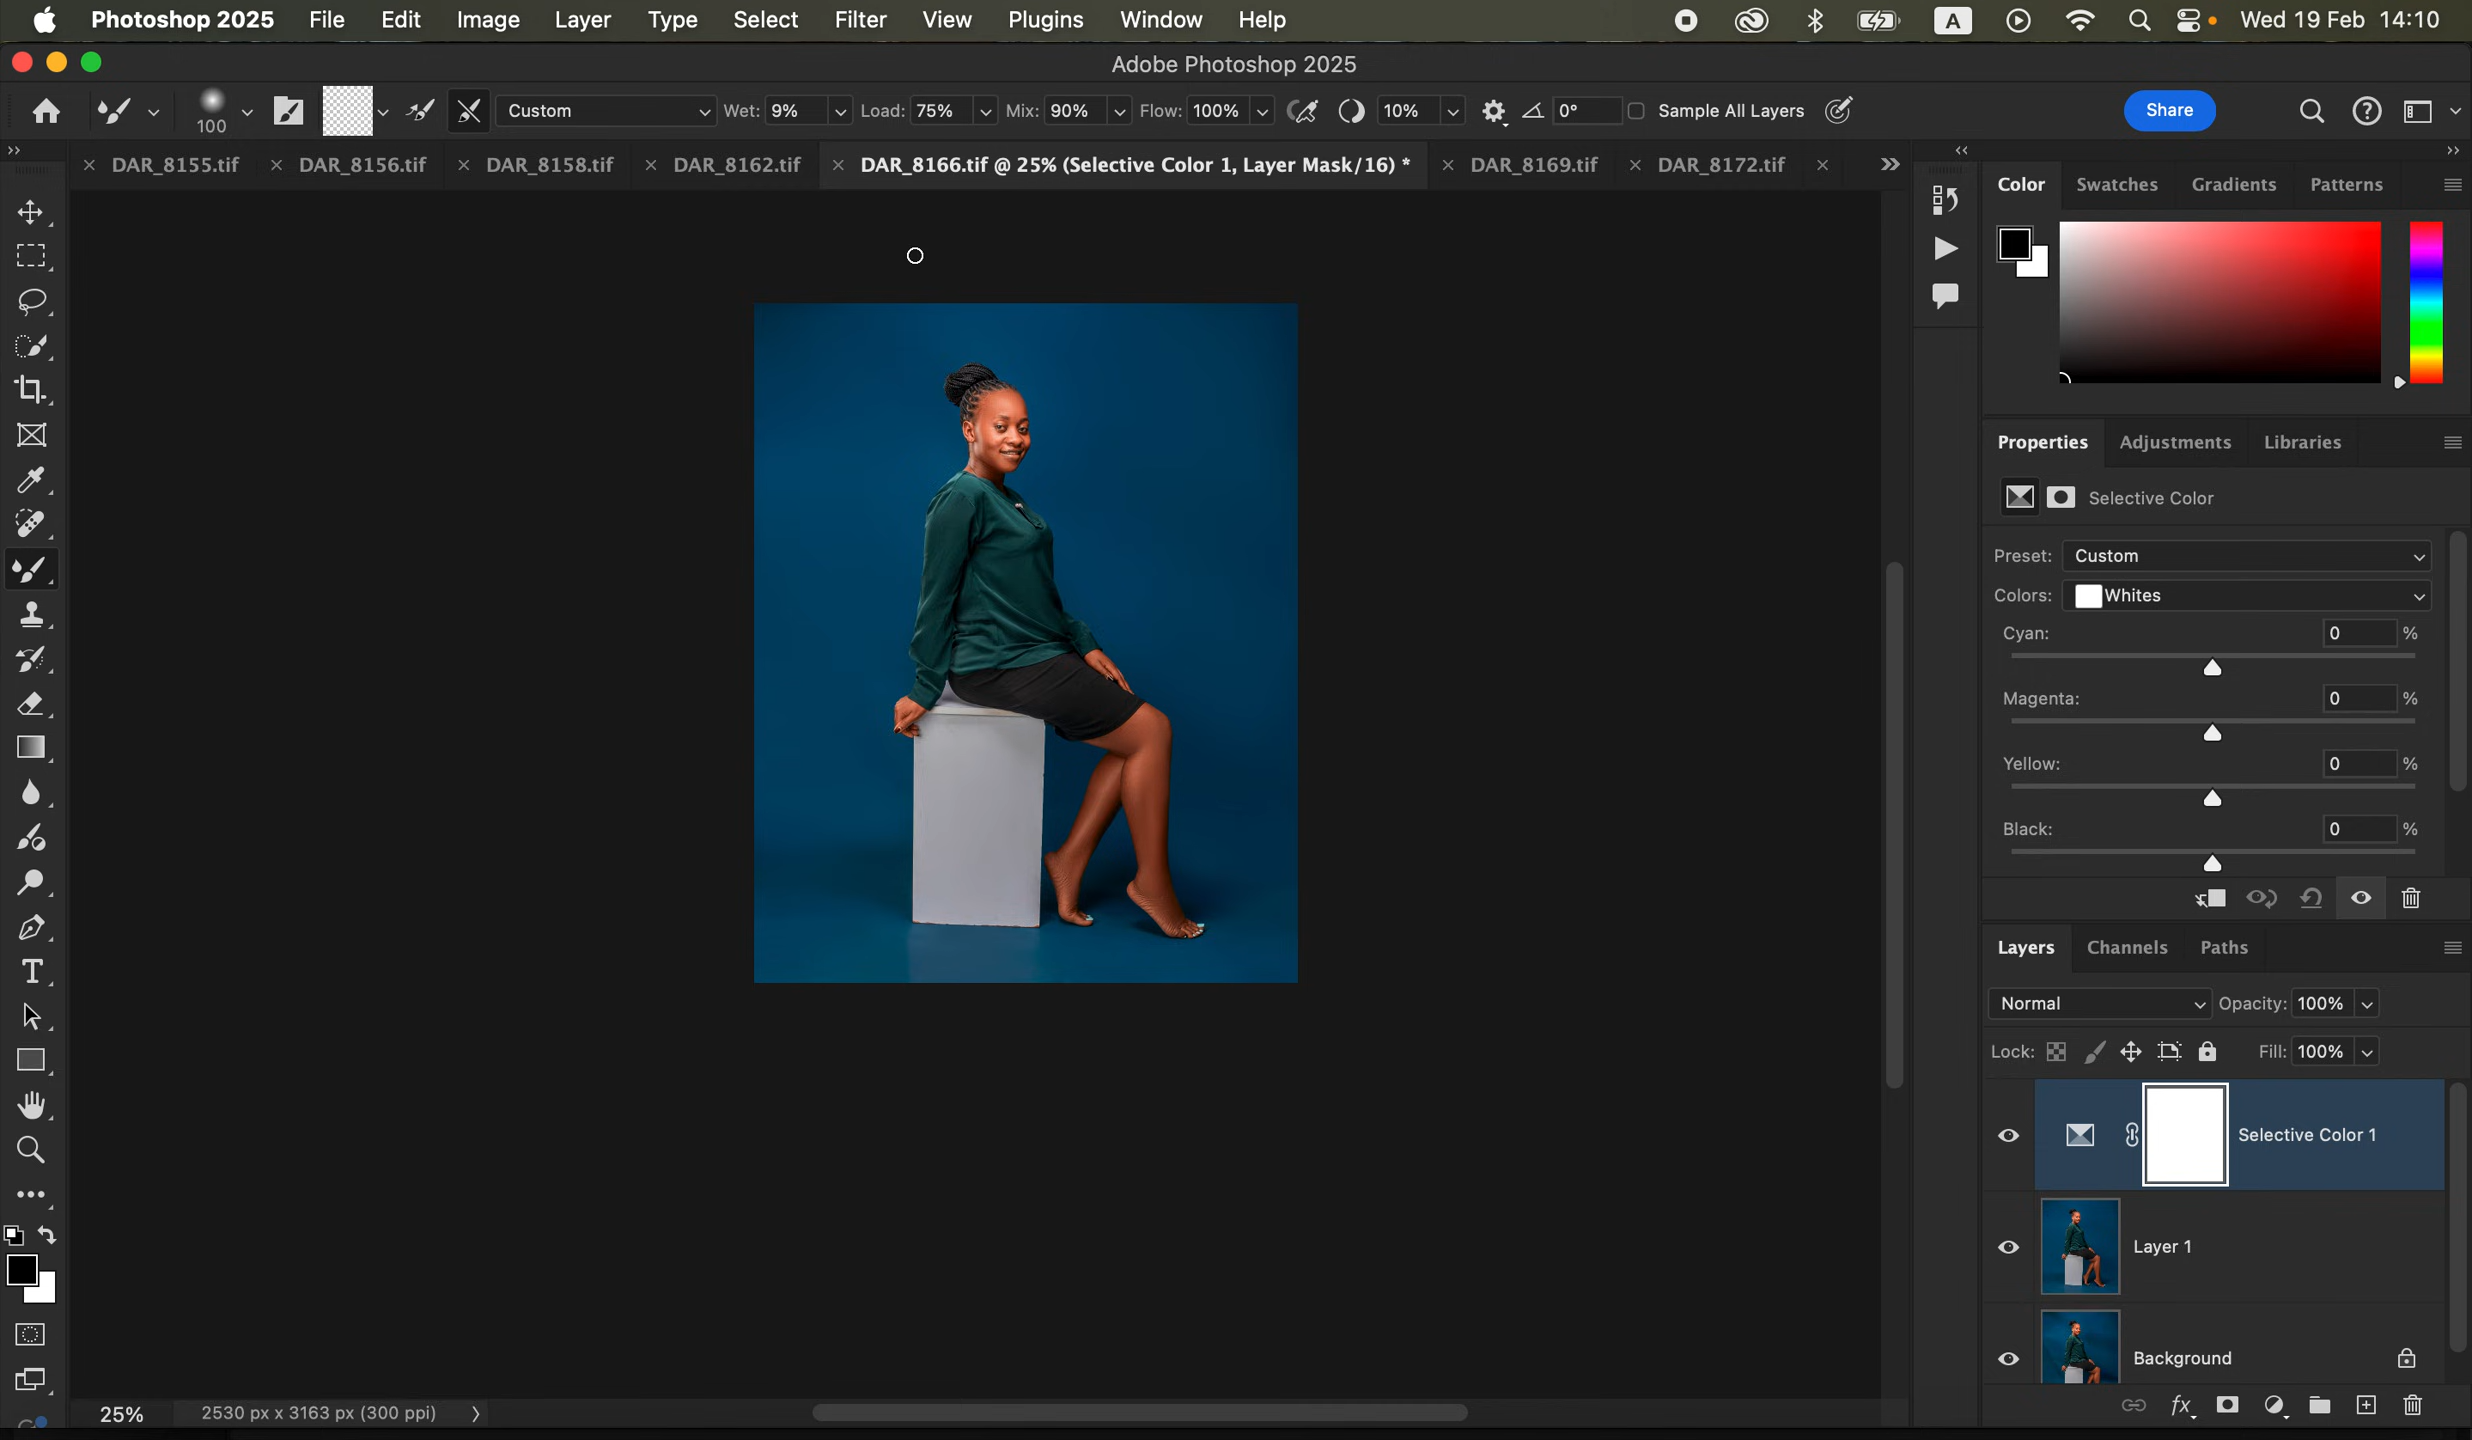 Photoshop 2025 File Edit Image Layer Type Select Filter View Plugins Window Help A Wed 19 Feb 14:10
Adobe Photoshop 2025
100 Custom Wet: 9% Load: 75% Mix: 90% Flow: 100% 10% 0° Sample All Layers Share
DAR_8155.tif DAR_8156.tif DAR_8158.tif DAR_8162.tif DAR_8166.tif @ 25% (Selective Color 1, Layer Mask/16) * DAR_8169.tif DAR_8172.tif
Color Swatches Gradients Patterns
Properties Adjustments Libraries
Selective Color
Preset: Custom
Colors: Whites
Cyan: 0 %
Magenta: 0 %
Yellow: 0 %
Black: 0 %
Layers Channels Paths
Normal Opacity: 100%
Lock: Fill: 100%
Selective Color 1
Layer 1
Background
fx
25% 2530 px x 3163 px (300 ppi)